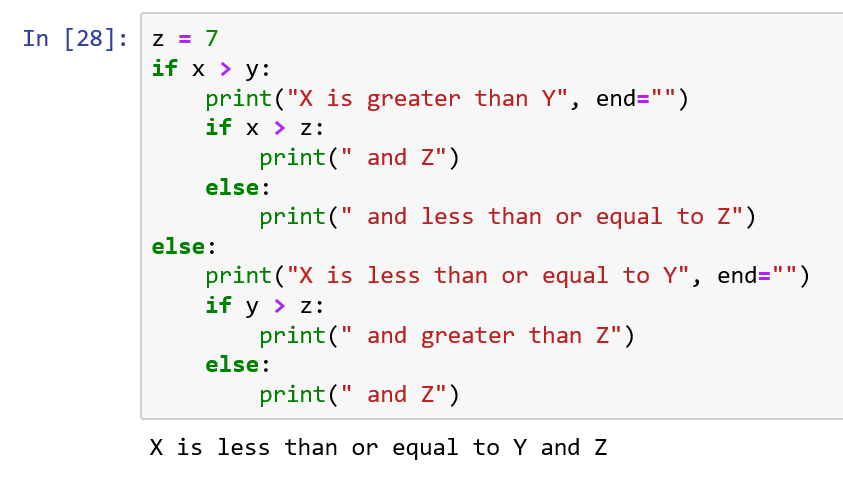 In [28]: z = 7
if x > y:
    print("X is greater than Y", end="")
    if x > z:
        print(" and Z")
    else:
        print(" and less than or equal to Z")
else:
    print("X is less than or equal to Y", end="")
    if y > z:
        print(" and greater than Z")
    else:
        print(" and Z")
X is less than or equal to Y and Z